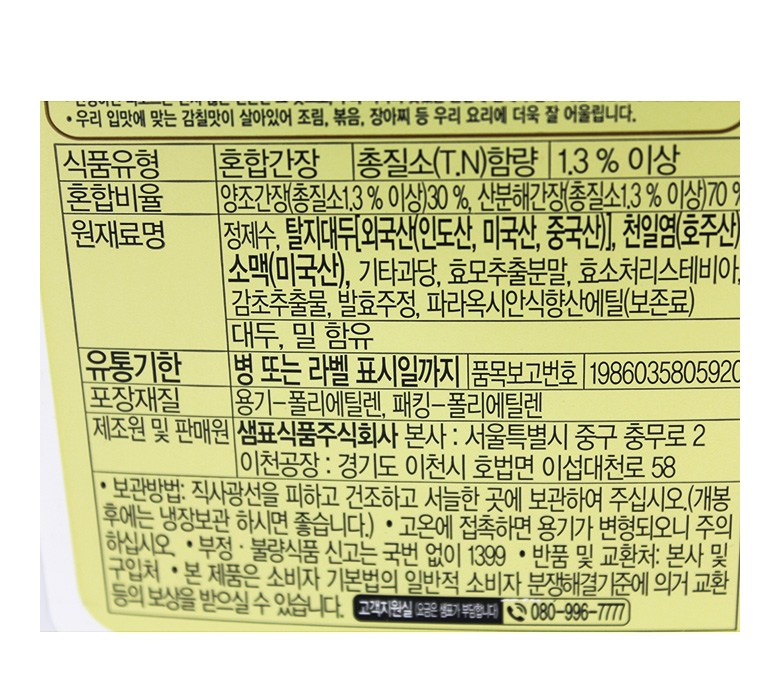 • 우리 입맛에 맞는 감칠맛이 살아있어 조림, 볶음, 장아찌 등 우리 요리에 더욱 잘 어울립니다.
식품유형 혼합간장 총질소(T.N)함량 1.3 % 이상
혼합비율 양조간장(총질소1.3 % 이상)30 %, 산분해간장(총질소1.3 % 이상)70 %
원재료명 정제수, 탈지대두[외국산(인도산, 미국산, 중국산)], 천일염(호주산)
소맥(미국산), 기타과당, 효모추출분말, 효소처리스테비아,
감초추출물, 발효주정, 파라옥시안식향산에틸(보존료)
대두, 밀 함유
유통기한 병 또는 라벨 표시일까지 품목보고번호 1986035805920
포장재질 용기-폴리에틸렌, 패킹-폴리에틸렌
제조원 및 판매원 샘표식품주식회사 본사 : 서울특별시 중구 충무로 2
이천공장 : 경기도 이천시 호법면 이섭대천로 58
• 보관방법: 직사광선을 피하고 건조하고 서늘한 곳에 보관하여 주십시오.(개봉
후에는 냉장보관 하시면 좋습니다.) • 고온에 접촉하면 용기가 변형되오니 주의
하십시오. • 부정 · 불량식품 신고는 국번 없이 1399 • 반품 및 교환처: 본사 및
구입처 • 본 제품은 소비자 기본법의 일반적 소비자 분쟁해결기준에 의거 교환
등의 보상을 받으실 수 있습니다. 고객지원실 (요금은 샘표가 부담합니다) 080-996-7777